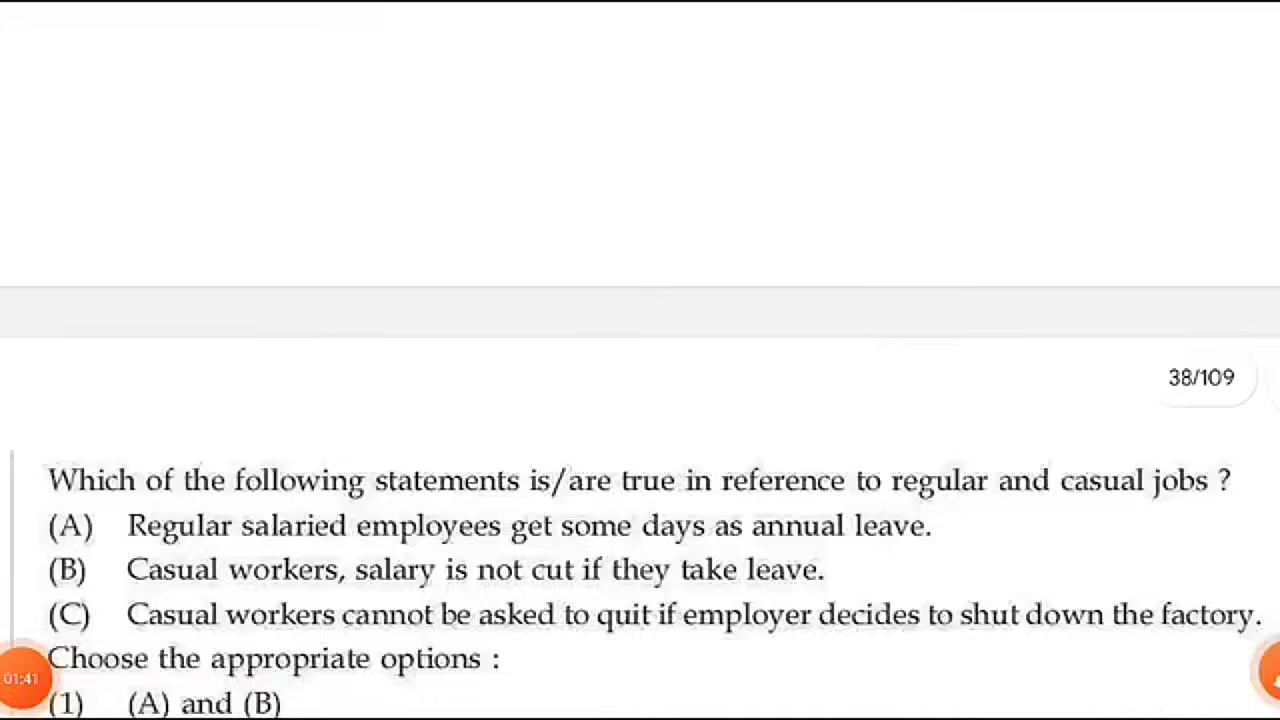 38/109
Which of the following statements is/are true in reference to regular and casual jobs ?
(A) Regular salaried employees get some days as annual leave.
(B) Casual workers, salary is not cut if they take leave.
(C) Casual workers cannot be asked to quit if employer decides to shut down the factory.
Choose the appropriate options :
01:41
(1) (A) and (B)